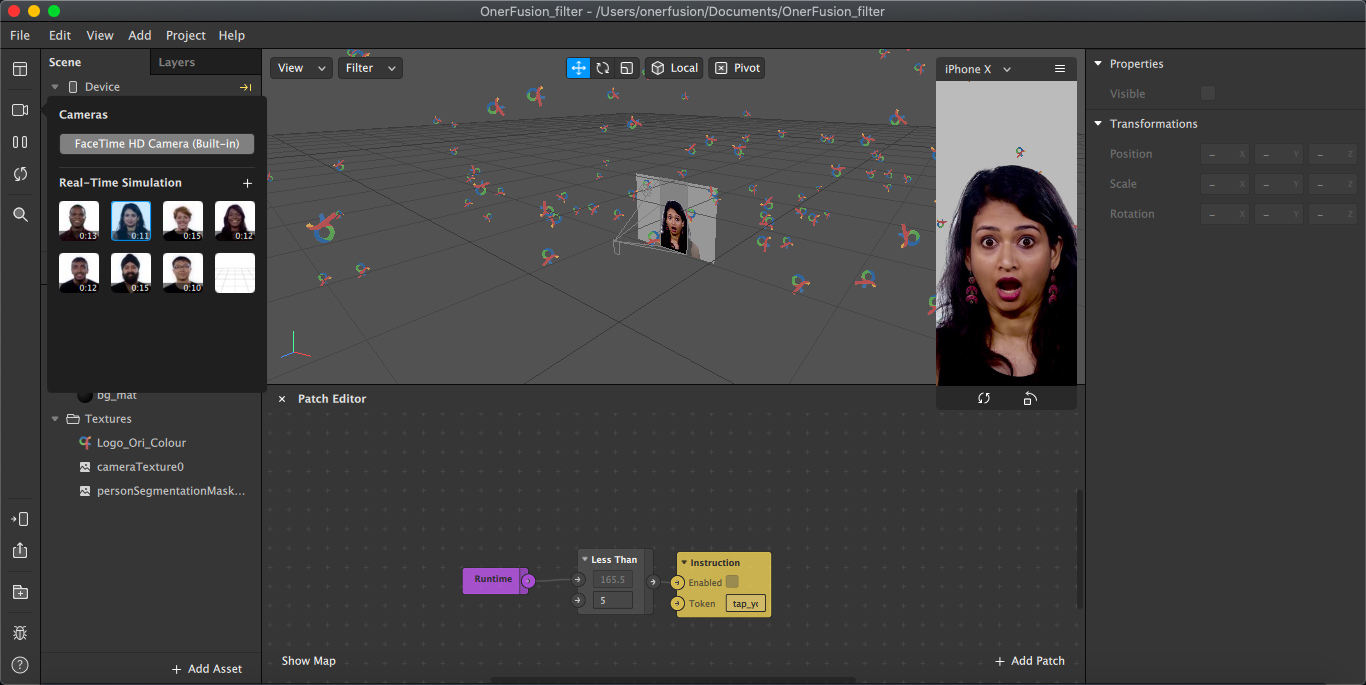 OnerFusion_filter - /Users/onerfusion/Documents/OnerFusion_filter
File Edit View Add Project Help
Scene Layers
Device
Cameras
FaceTime HD Camera (Built-in)
Real-Time Simulation +
0:13 0:11 0:15 0:12
0:12 0:15 0:10
bg_mat
Textures
Logo_Ori_Colour
cameraTexture0
personSegmentationMask...
+ Add Asset
View Filter Local Pivot
iPhone X
× Patch Editor
Runtime
Less Than
165.5
5
Instruction
Enabled
Token tap_yo
Show Map
+ Add Patch
Properties
Visible
Transformations
Position – X – Y – Z
Scale – X – Y – Z
Rotation – X – Y – Z